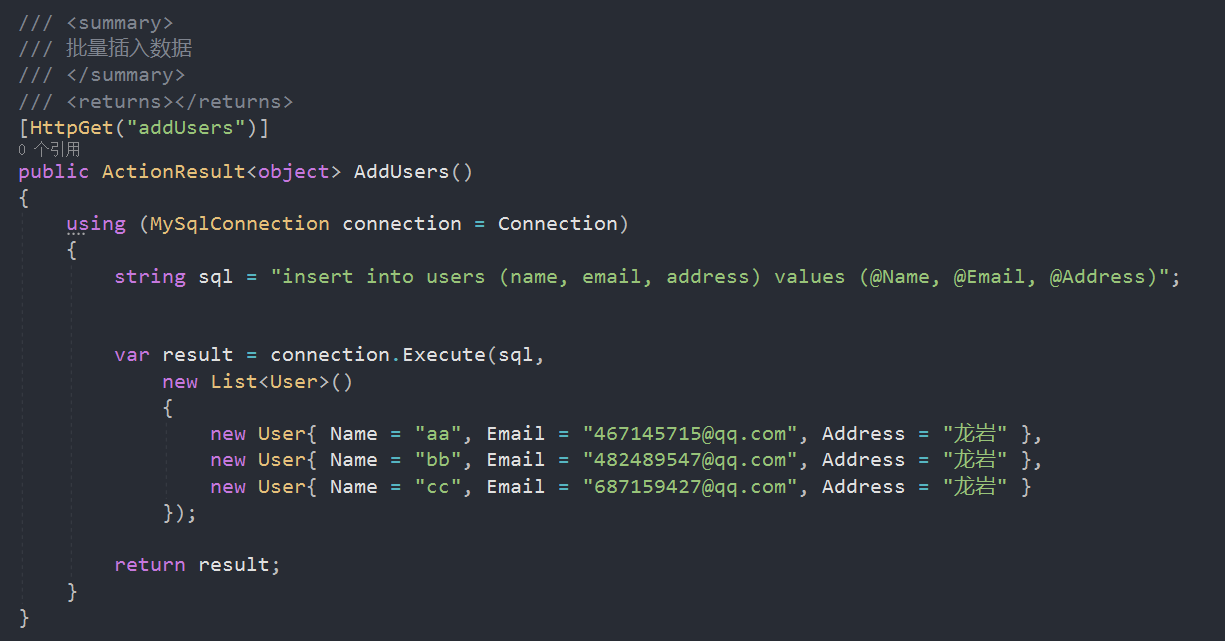 /// <summary>
/// 批量插入数据
/// </summary>
/// <returns></returns>
[HttpGet("addUsers")]
0 个引用
public ActionResult<object> AddUsers()
{
    using (MySqlConnection connection = Connection)
    {
        string sql = "insert into users (name, email, address) values (@Name, @Email, @Address)";
        var result = connection.Execute(sql,
            new List<User>()
            {
                new User{ Name = "aa", Email = "467145715@qq.com", Address = "龙岩" },
                new User{ Name = "bb", Email = "482489547@qq.com", Address = "龙岩" },
                new User{ Name = "cc", Email = "687159427@qq.com", Address = "龙岩" }
            });
        return result;
    }
}